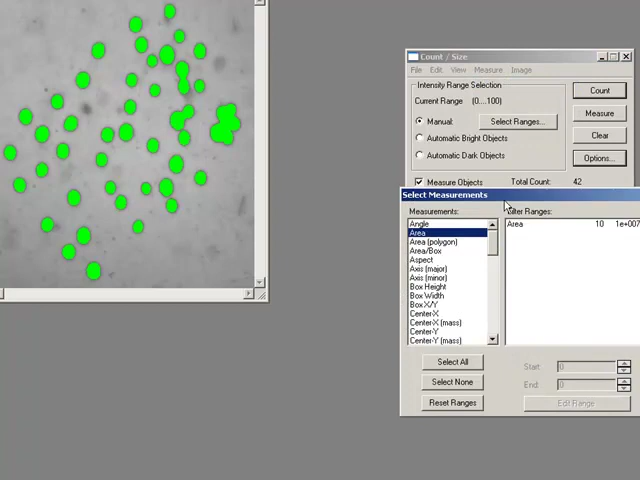 Count / Size
File Edit View Measure Image
Intensity Range Selection
Current Range (0....100)
Manual: Select Ranges...
Automatic Bright Objects
Automatic Dark Objects
Count
Measure
Clear
Options...
Measure Objects Total Count: 42
Select Measurements
Measurements: Ranges:
Angle
Area
Area (polygon)
Area/Box
Aspect
Axis (major)
Axis (minor)
Box Height
Box Width
Box X/Y
Center-X
Center-X (mass)
Center-Y
Center-Y (mass)
Area 10 1e+007
Select All
Select None
Reset Ranges
Start: 0
End: 0
Edit Range